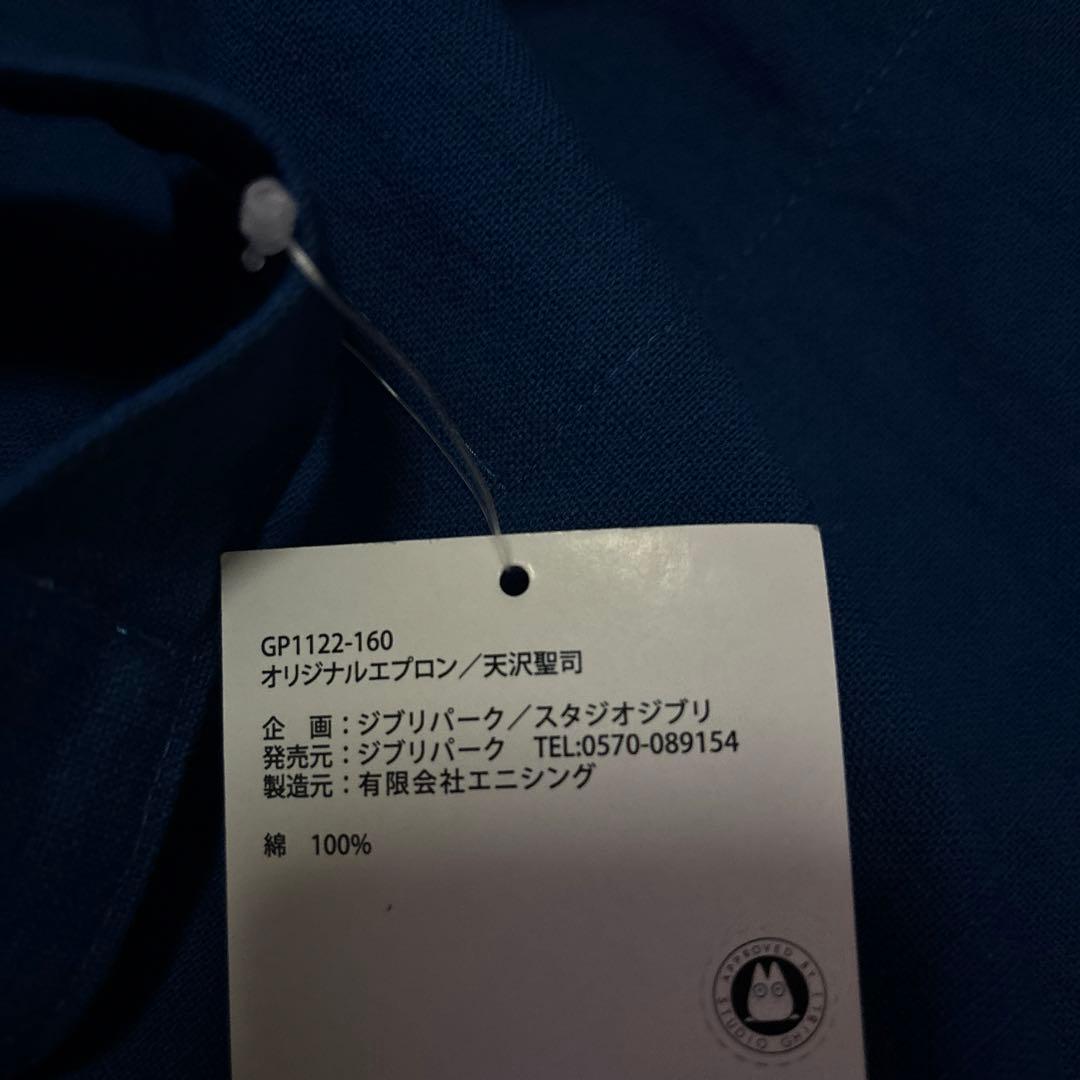 GP1122-160
オリジナルエプロン／天沢聖司
企　画：ジブリパーク／スタジオジブリ
発売元：ジブリパーク　TEL:0570-089154
製造元：有限会社エニシング
綿　100%
APPROVED BY STUDIO GHIBLI